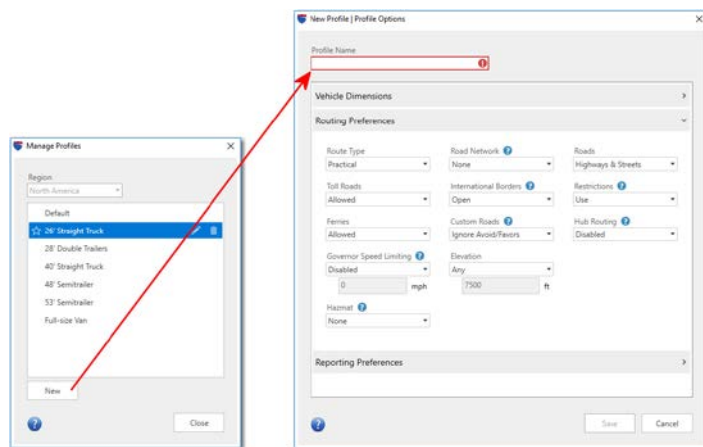 Manage Profiles
Region
North America
Default
26' Straight Truck
28' Double Trailers
40' Straight Truck
48' Semitrailer
53' Semitrailer
Full-size Van
New
Close
New Profile | Profile Options
Profile Name
Vehicle Dimensions
Routing Preferences
Route Type Road Network Roads
Practical None Highways & Streets
Toll Roads International Borders Restrictions
Allowed Open Use
Ferries Custom Roads Hub Routing
Allowed Ignore Avoid/Favors Disabled
Governor Speed Limiting Elevation
Disabled Any
0 mph 7500 ft
Hazmat
None
Reporting Preferences
Save Cancel